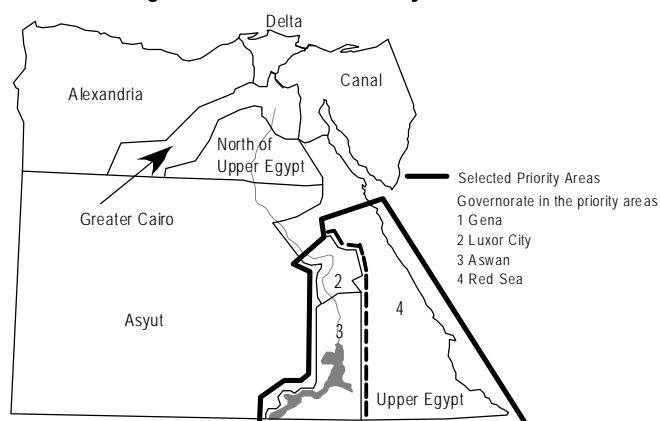 Delta
Canal
Alexandria
North of
Upper Egypt
Selected Priority Areas
Governorate in the priority areas
1 Gena
2 Luxor City
3 Aswan
4 Red Sea
Greater Cairo
2
4
3
Asyut
Upper Egypt